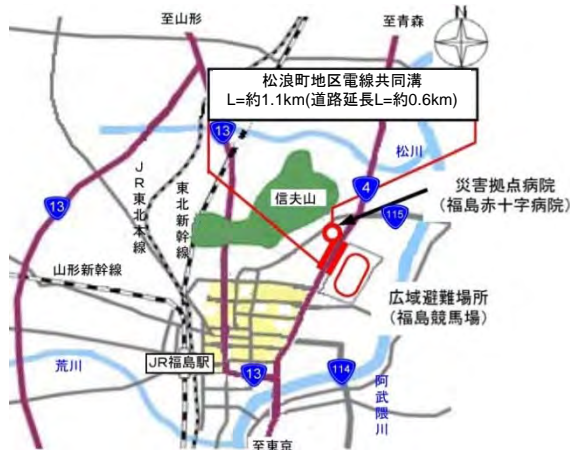 至山形
至青森
N
松浪町地区電線共同溝
L=約1.1km(道路延長L=約0.6km)
13
松川
JR東北本線
東北新幹線
4
災害拠点病院
(福島赤十字病院)
115
信夫山
13
山形新幹線
広域避難場所
(福島競馬場)
JR福島駅
荒川
13
114
阿武隈川
至東京